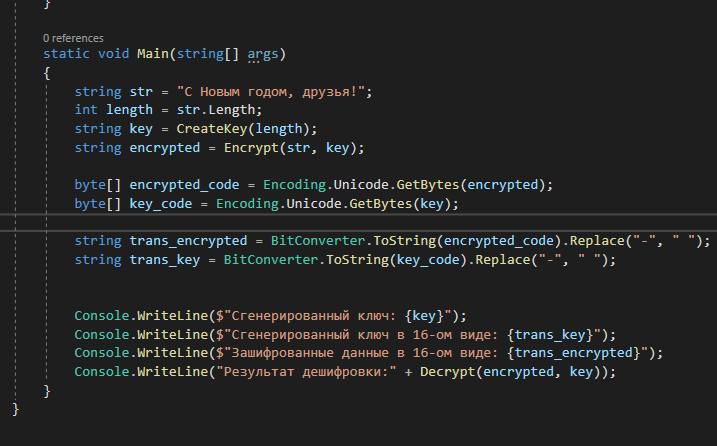 }
0 references
static void Main(string[] args)
{
string str = "С Новым годом, друзья!";
int length = str.Length;
string key = CreateKey(length);
string encrypted = Encrypt(str, key);
byte[] encrypted_code = Encoding.Unicode.GetBytes(encrypted);
byte[] key_code = Encoding.Unicode.GetBytes(key);
string trans_encrypted = BitConverter.ToString(encrypted_code).Replace("-", " ");
string trans_key = BitConverter.ToString(key_code).Replace("-", " ");
Console.WriteLine($"Сгенерированный ключ: {key}");
Console.WriteLine($"Сгенерированный ключ в 16-ом виде: {trans_key}");
Console.WriteLine($"Зашифрованные данные в 16-ом виде: {trans_encrypted}");
Console.WriteLine("Результат дешифровки:" + Decrypt(encrypted, key));
}
}